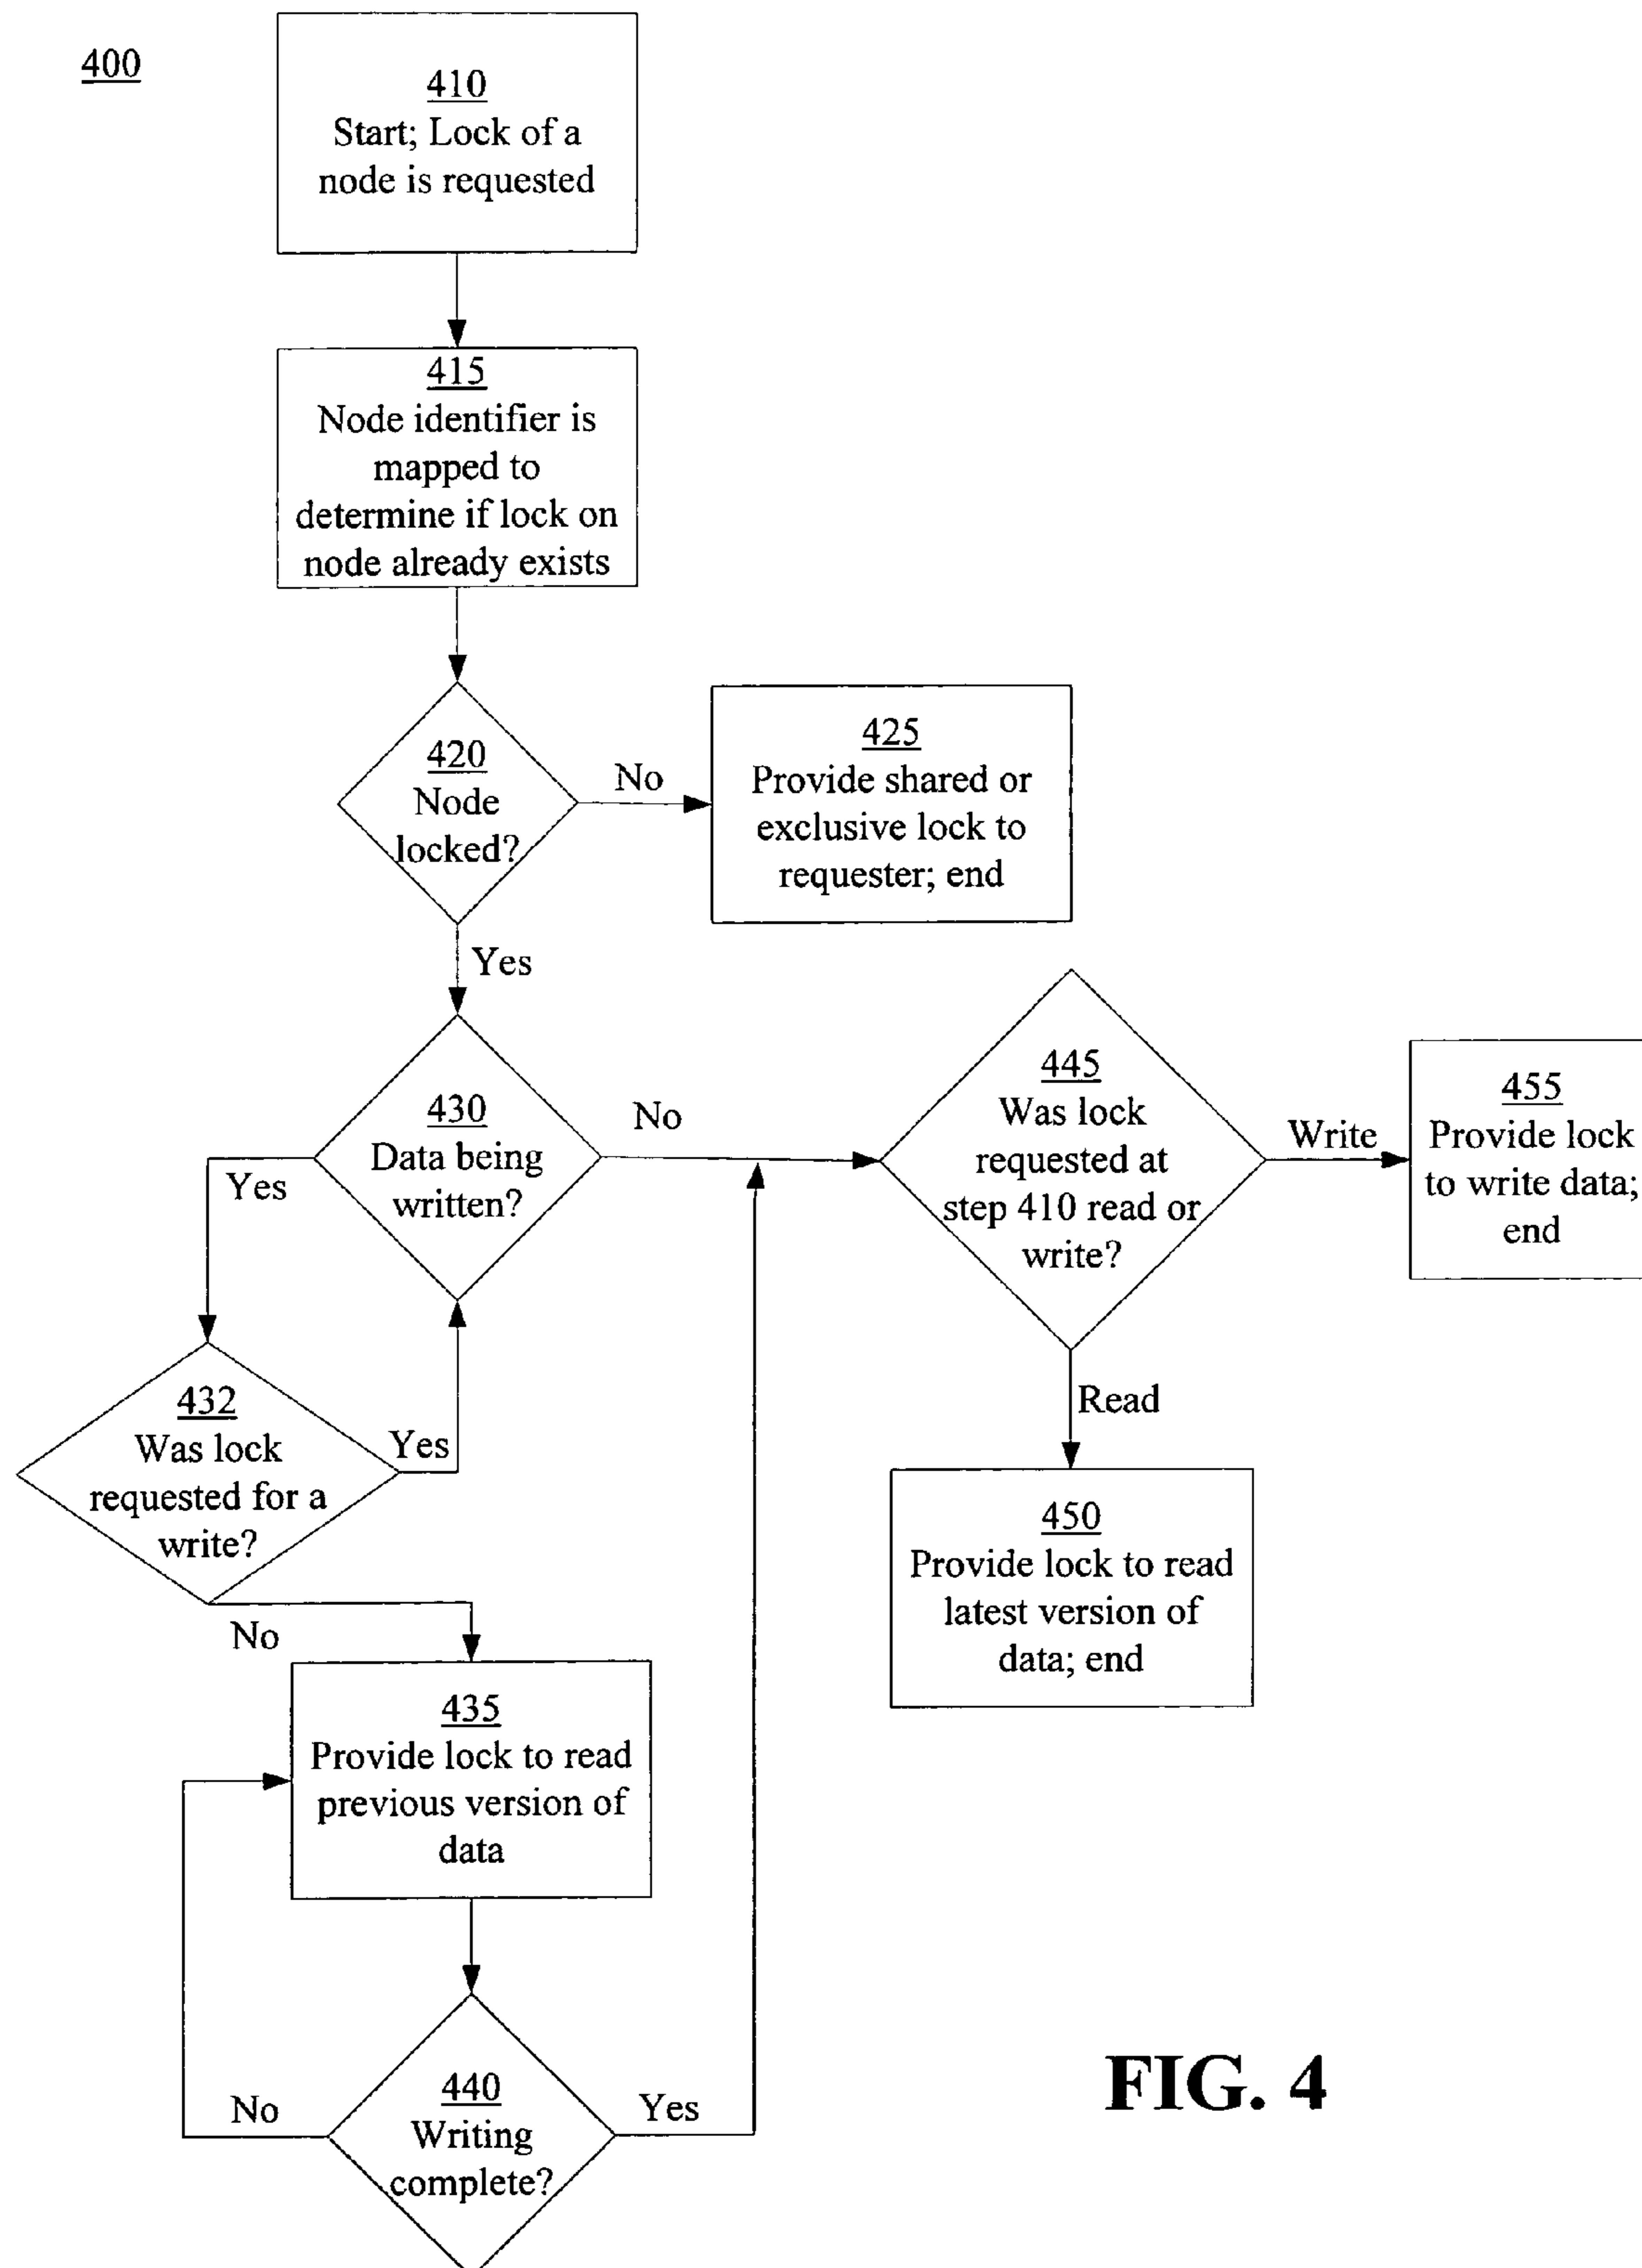 400
410
Start; Lock of a
node is requested
415
Node identifier is
mapped to
determine if lock on
node already exists
420
Node
locked?
No
425
Provide shared or
exclusive lock to
requester; end
Yes
430
Data being
written?
No
Yes
445
Was lock
requested at
step 410 read or
write?
Write
455
Provide lock
to write data;
end
432
Was lock
requested for a
write?
Yes
Read
No
450
Provide lock to read
latest version of
data; end
435
Provide lock to read
previous version of
data
440
Writing
complete?
No
Yes
FIG. 4